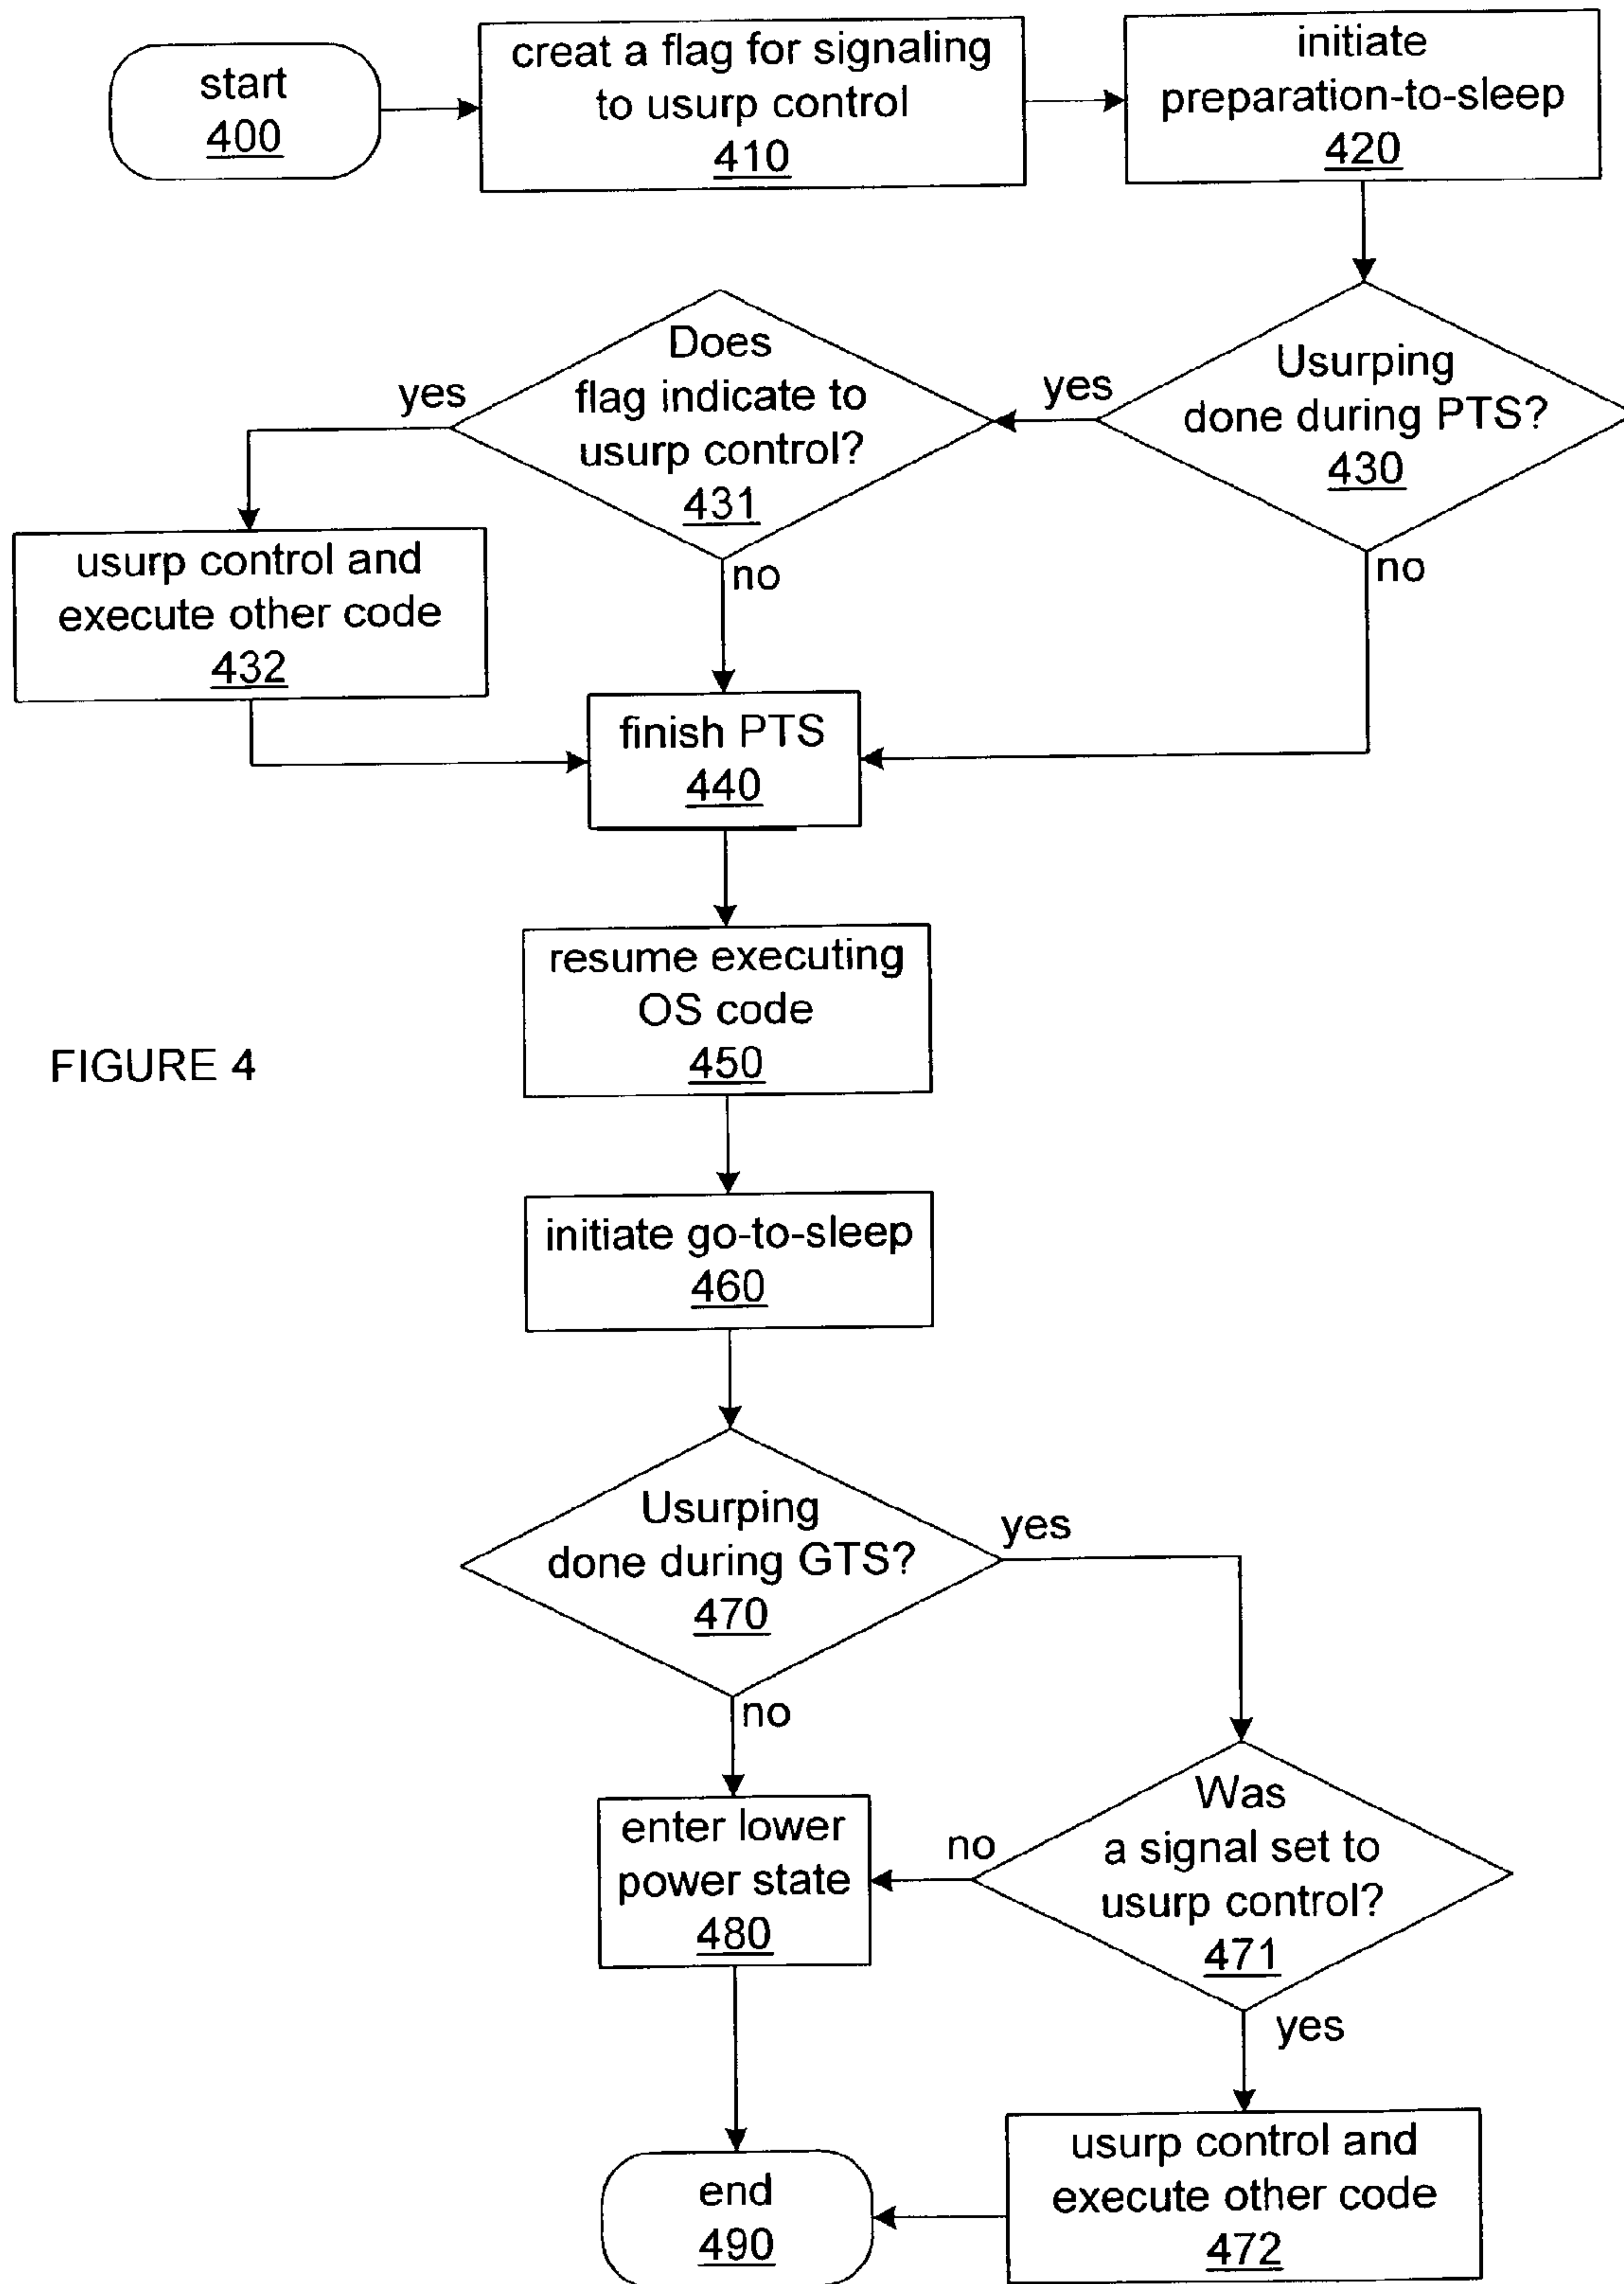 start
400
creat a flag for signaling
to usurp control
410
initiate
preparation-to-sleep
420
Usurping
done during PTS?
430
yes
no
Does
flag indicate to
usurp control?
431
yes
no
usurp control and
execute other code
432
finish PTS
440
resume executing
OS code
450
FIGURE 4
initiate go-to-sleep
460
Usurping
done during GTS?
470
yes
no
Was
a signal set to
usurp control?
471
no
yes
enter lower
power state
480
usurp control and
execute other code
472
end
490